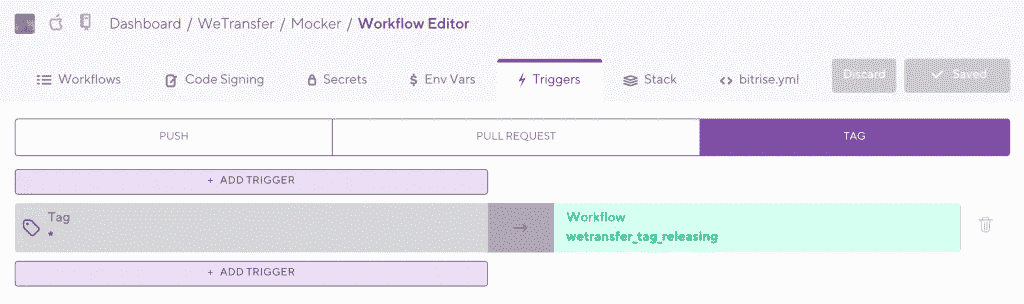 Dashboard / WeTransfer / Mocker / Workflow Editor
Workflows Code Signing Secrets $ Env Vars Triggers Stack <> bitrise.yml Discard ✓ Saved
PUSH PULL REQUEST TAG
+ ADD TRIGGER
Tag
*
→
Workflow
wetransfer_tag_releasing
+ ADD TRIGGER